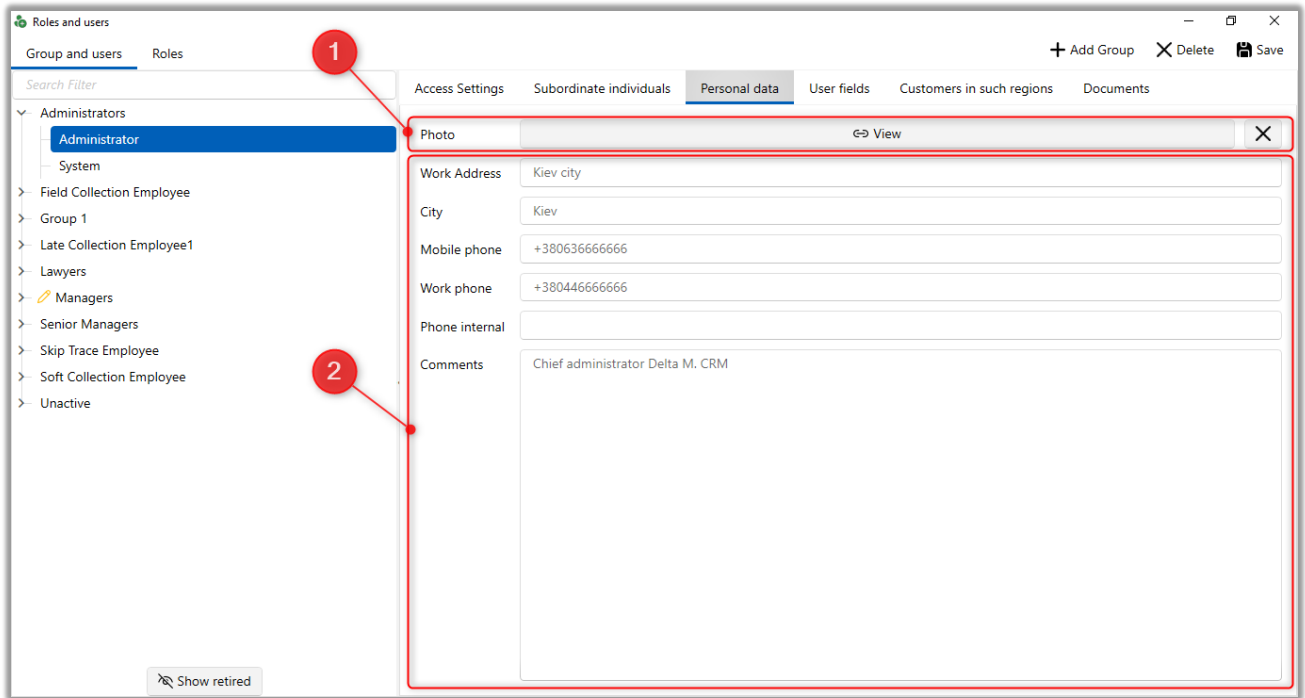 Roles and users
Group and users Roles
Add Group Delete Save
Search Filter
Administrators
Administrator
System
Field Collection Employee
Group 1
Late Collection Employee1
Lawyers
Managers
Senior Managers
Skip Trace Employee
Soft Collection Employee
Unactive
Show retired
1
2
Access Settings Subordinate individuals Personal data User fields Customers in such regions Documents
Photo View
Work Address Kiev city
City Kiev
Mobile phone +380636666666
Work phone +380446666666
Phone internal
Comments Chief administrator Delta M. CRM